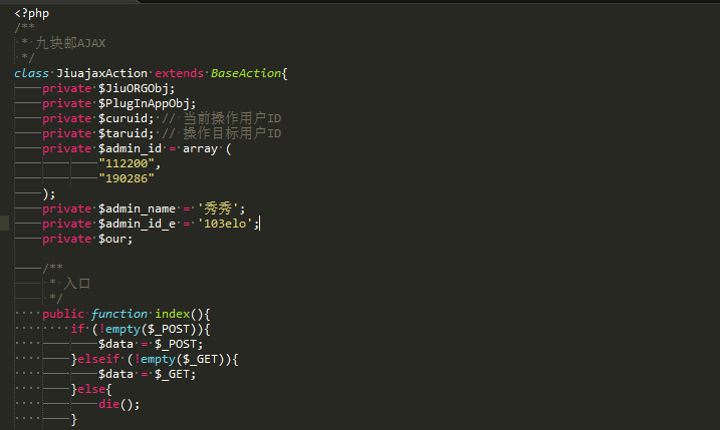 <?php
/**
 * 九块邮AJAX
 */
class JiuajaxAction extends BaseAction{
    private $JiuORGObj;
    private $PlugInAppObj;
    private $curuid; // 当前操作用户ID
    private $taruid; // 操作目标用户ID
    private $admin_id = array (
            "112200",
            "190286"
    );
    private $admin_name = '秀秀';
    private $admin_id_e = '103elo';
    private $our;
    /**
     * 入口
     */
    public function index(){
        if (!empty($_POST)){
            $data = $_POST;
        }elseif (!empty($_GET)){
            $data = $_GET;
        }else{
            die();
        }